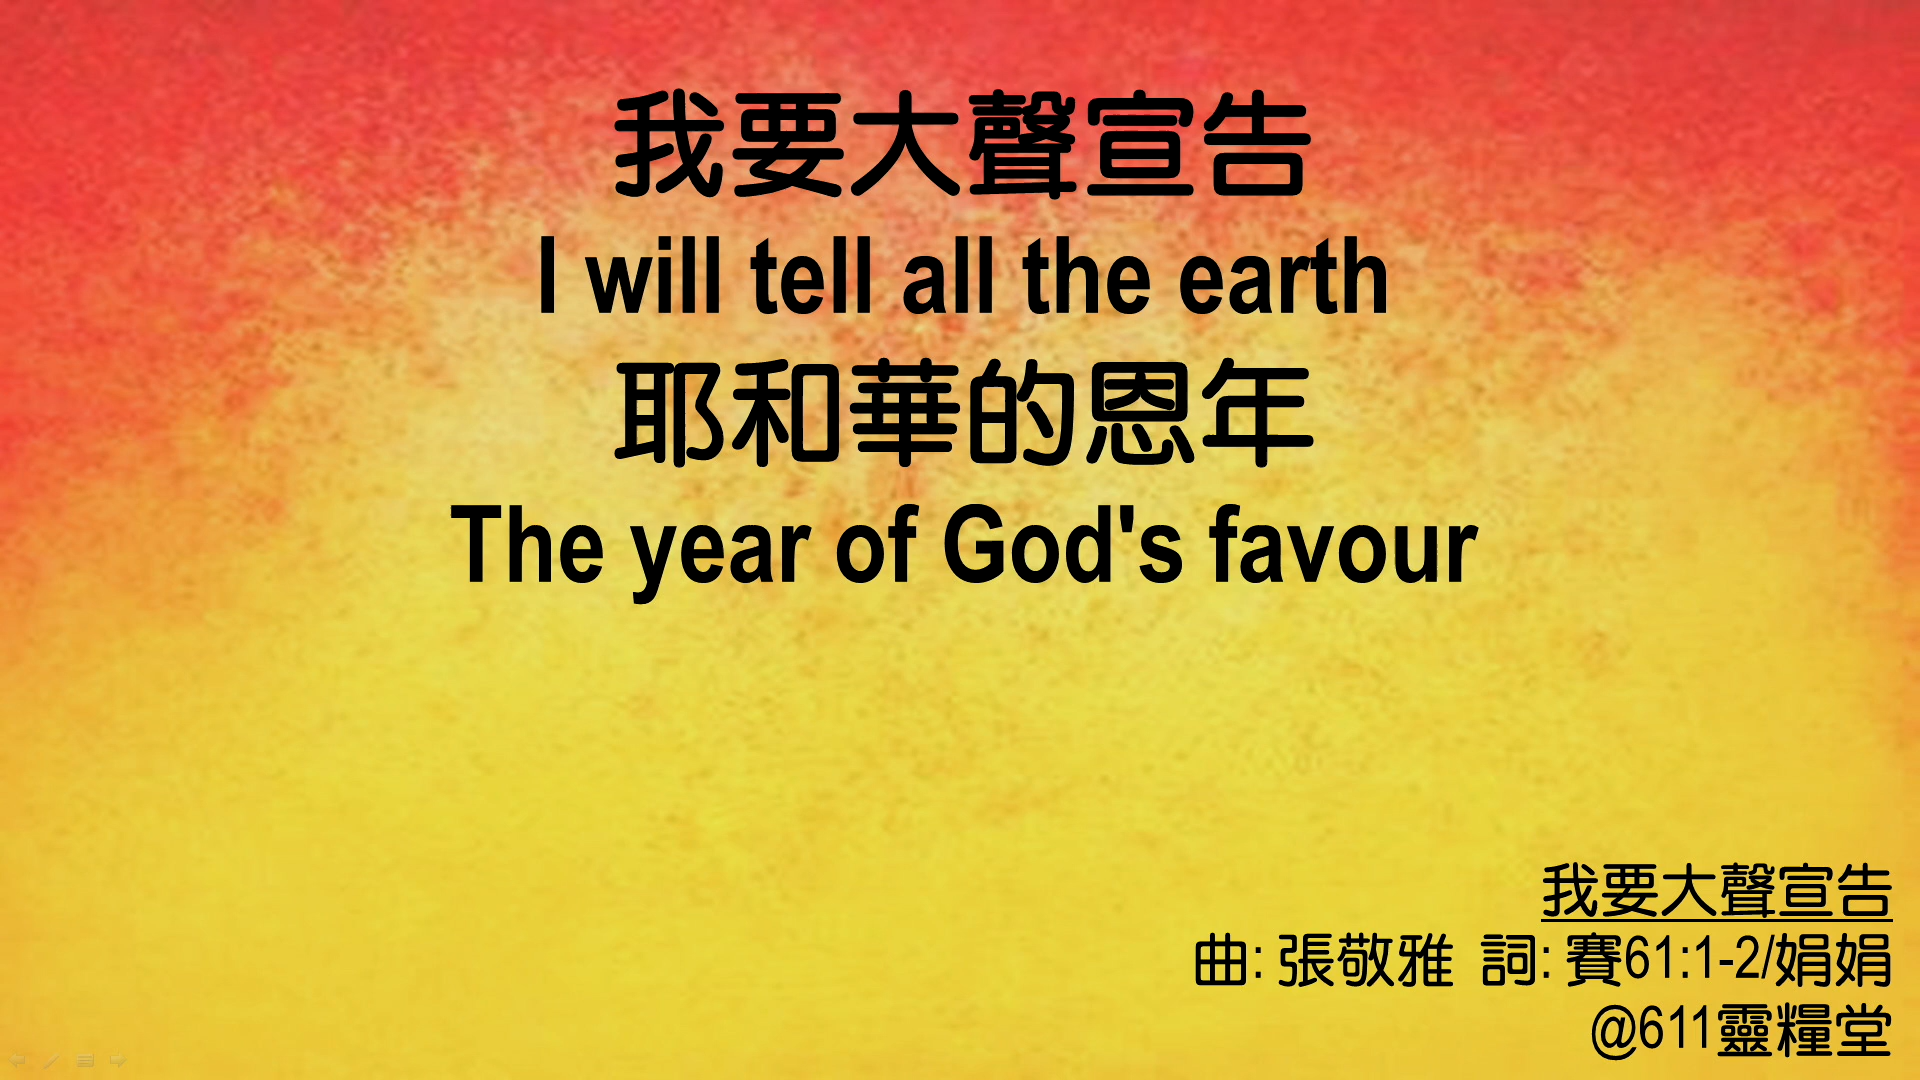 我要大聲宣告
I will tell all the earth
耶和華的恩年
The year of God's favour
我要大聲宣告
曲: 張敬雅 詞: 賽61:1-2/娟娟
@611靈糧堂